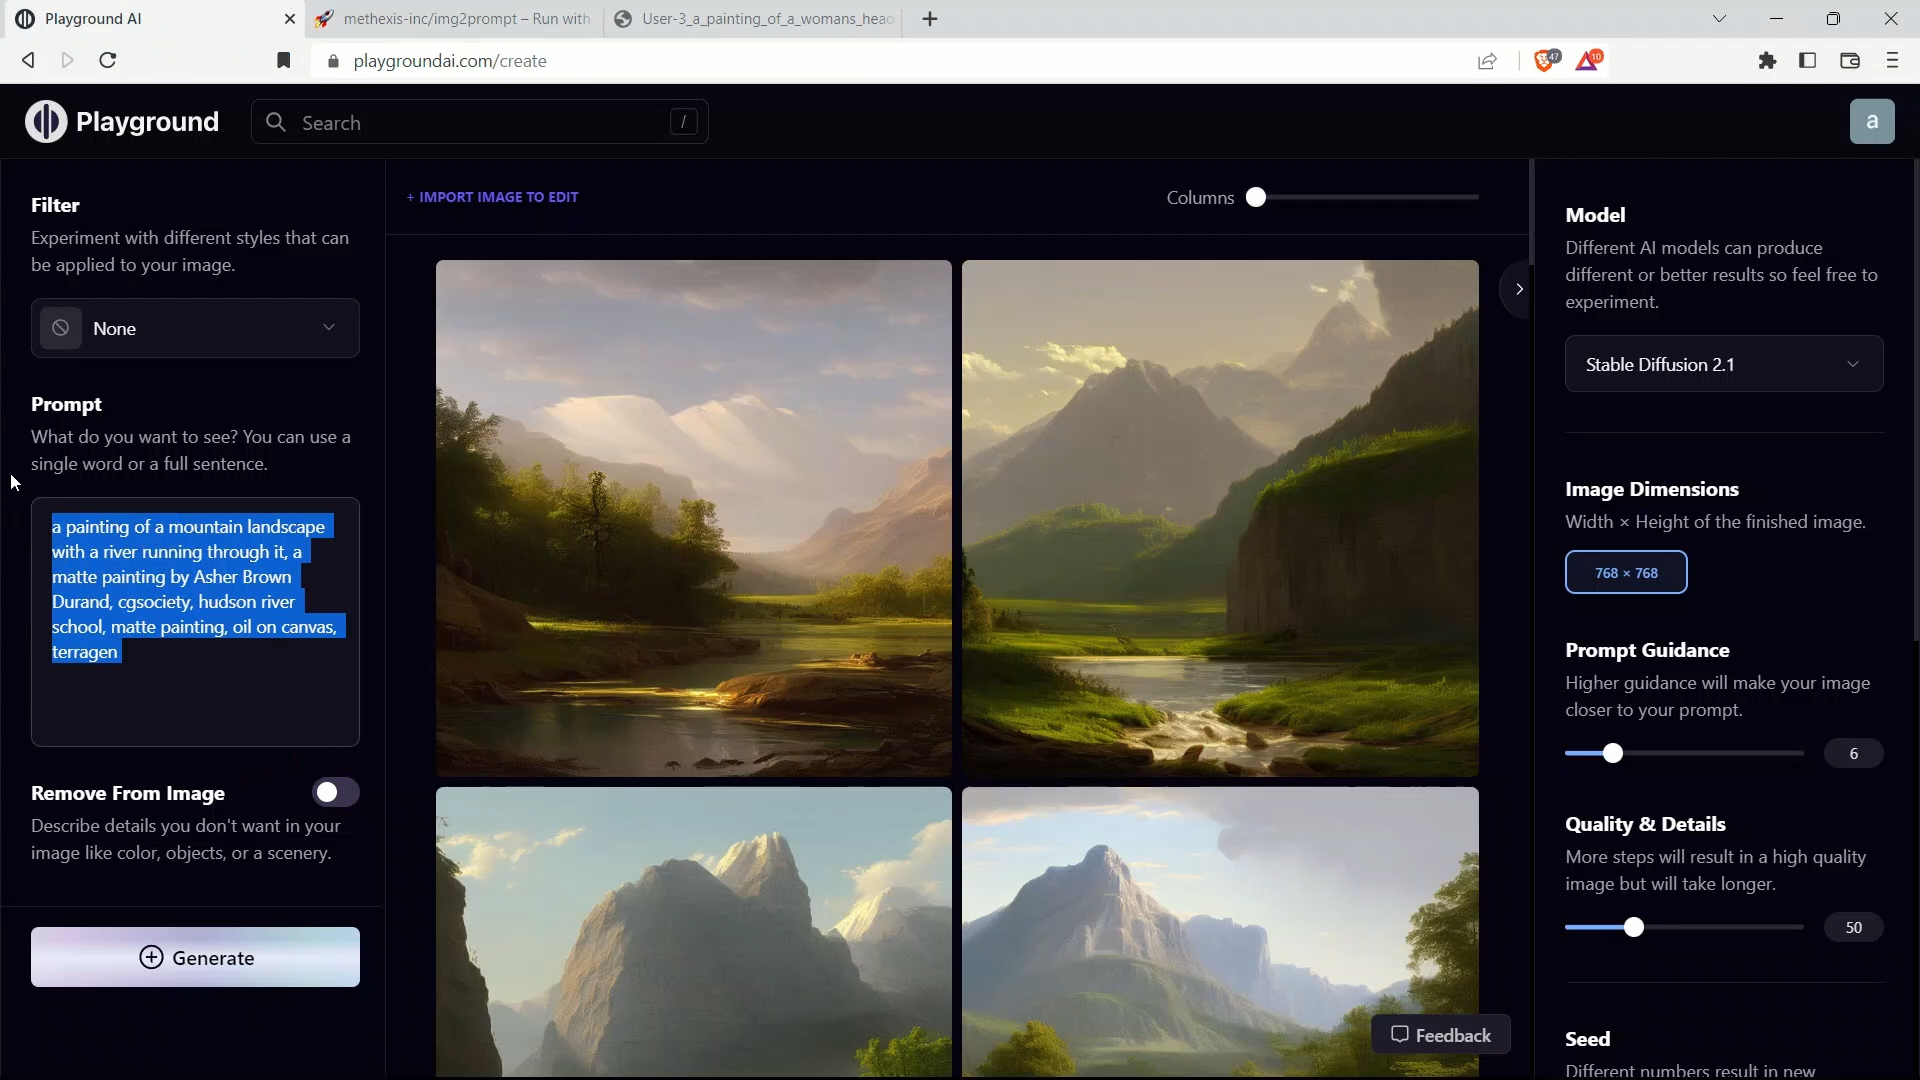 Playground AI
methexis-inc/img2prompt – Run with
User-3_a_painting_of_a_womans_head
playgroundai.com/create
47
10
Playground
Search
/
a
Filter
Experiment with different styles that can
be applied to your image.
None
Prompt
What do you want to see? You can use a
single word or a full sentence.
a painting of a mountain landscape
with a river running through it, a
matte painting by Asher Brown
Durand, cgsociety, hudson river
school, matte painting, oil on canvas,
terragen
Remove From Image
Describe details you don't want in your
image like color, objects, or a scenery.
Generate
+ IMPORT IMAGE TO EDIT
Columns
Feedback
Model
Different AI models can produce
different or better results so feel free to
experiment.
Stable Diffusion 2.1
Image Dimensions
Width × Height of the finished image.
768 × 768
Prompt Guidance
Higher guidance will make your image
closer to your prompt.
6
Quality & Details
More steps will result in a high quality
image but will take longer.
50
Seed
Different numbers result in new